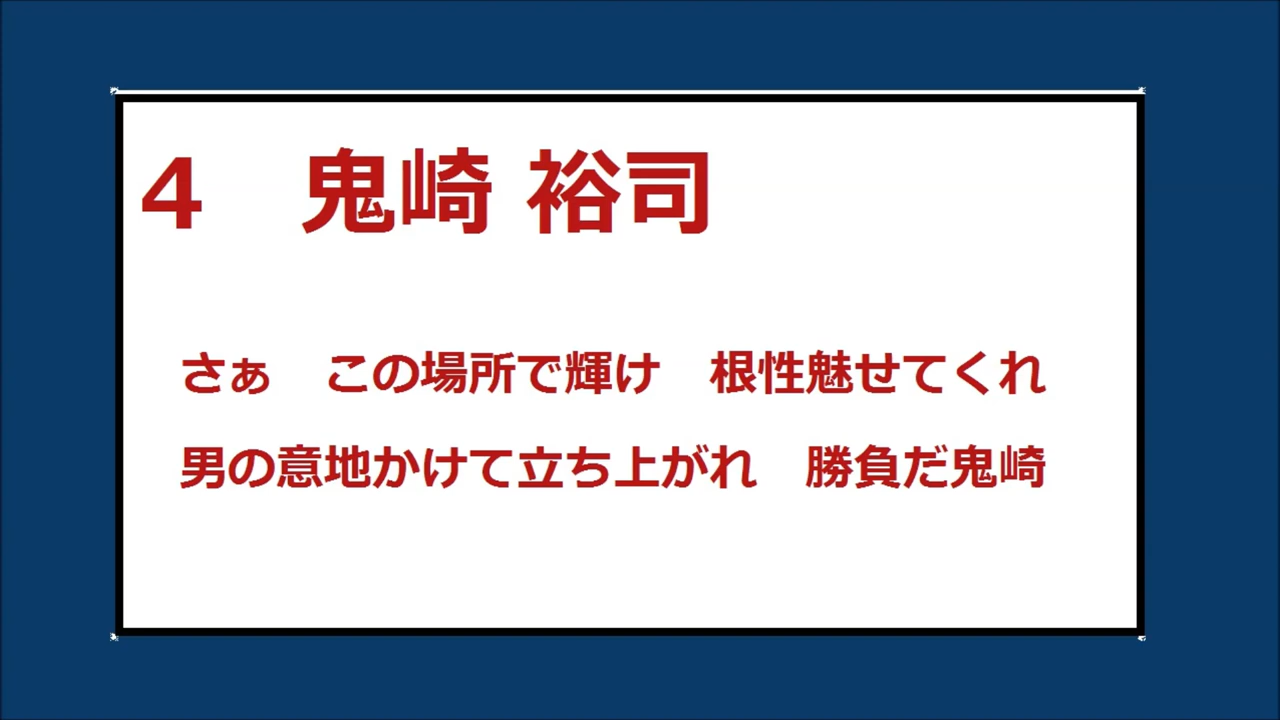 ４　鬼崎 裕司
さぁ　この場所で輝け　根性魅せてくれ
男の意地かけて立ち上がれ　勝負だ鬼崎